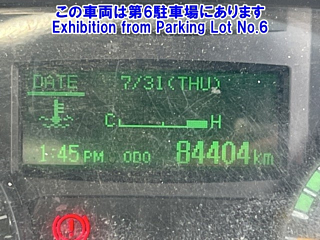 この車両は第6駐車場にあります
Exhibition from Parking Lot No.6
DATE 7/31(THU)
C H
1:45 PM ODO 84404 km